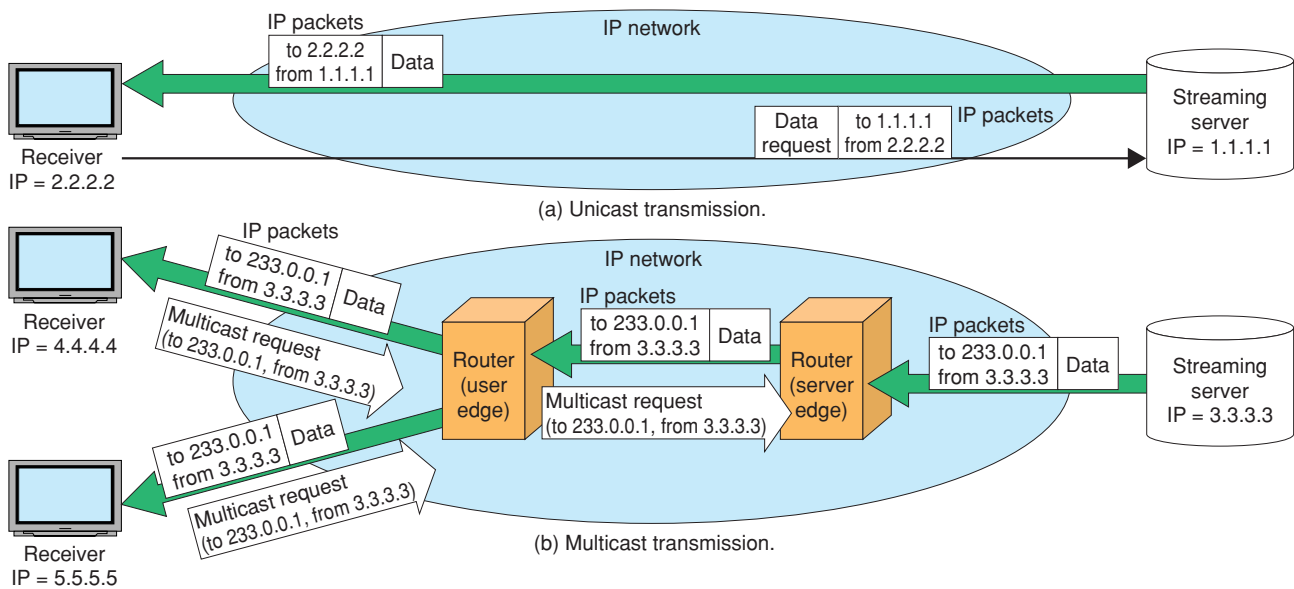 IP packets
IP network
to 2.2.2.2
from 1.1.1.1
Data
Streaming
server
IP = 1.1.1.1
Data
request
to 1.1.1.1
from 2.2.2.2
IP packets
Receiver
IP = 2.2.2.2
(a) Unicast transmission.
IP packets
to 233.0.0.1
from 3.3.3.3
Data
IP network
Receiver
IP = 4.4.4.4
Multicast request
(to 233.0.0.1, from 3.3.3.3)
Router
(user
edge)
IP packets
to 233.0.0.1
from 3.3.3.3
Data
Multicast request
(to 233.0.0.1, from 3.3.3.3)
Router
(server
edge)
IP packets
to 233.0.0.1
from 3.3.3.3
Data
Streaming
server
IP = 3.3.3.3
to 233.0.0.1
from 3.3.3.3
Data
Multicast request
(to 233.0.0.1, from 3.3.3.3)
Receiver
IP = 5.5.5.5
(b) Multicast transmission.